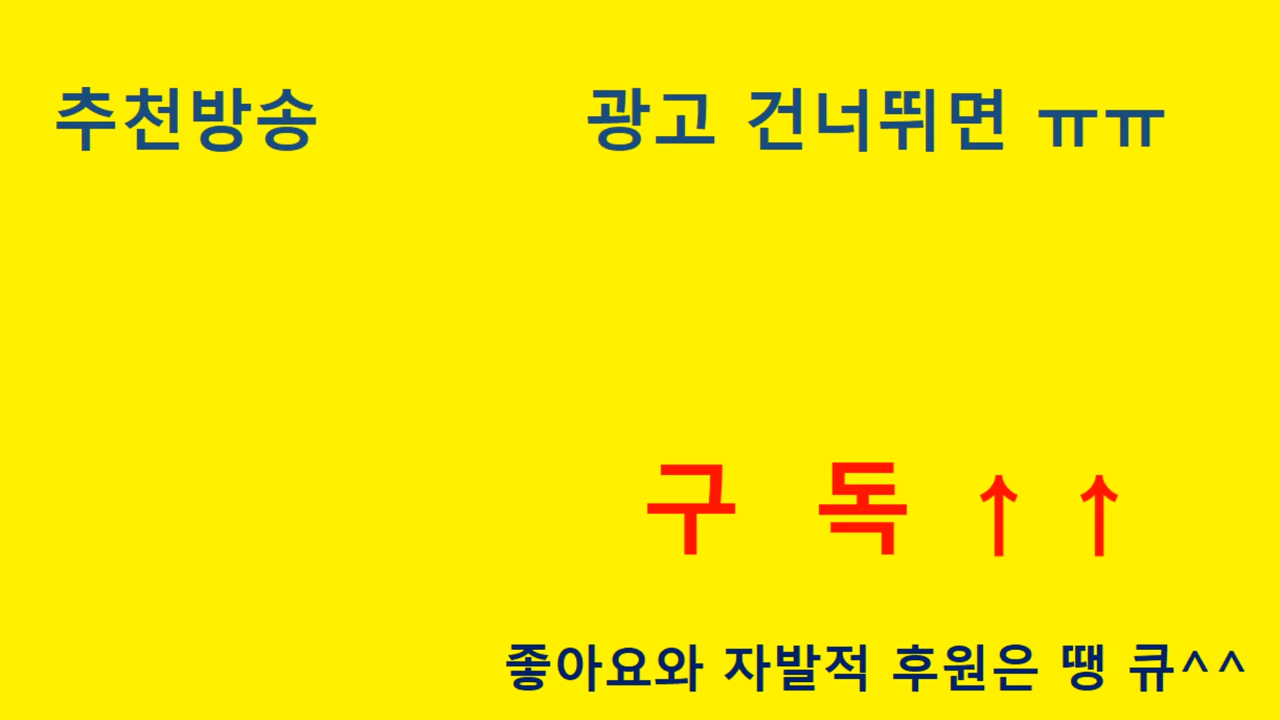 추천방송 광고 건너뛰면 ㅠㅠ
구 독 ↑ ↑
좋아요와 자발적 후원은 땡 큐^^